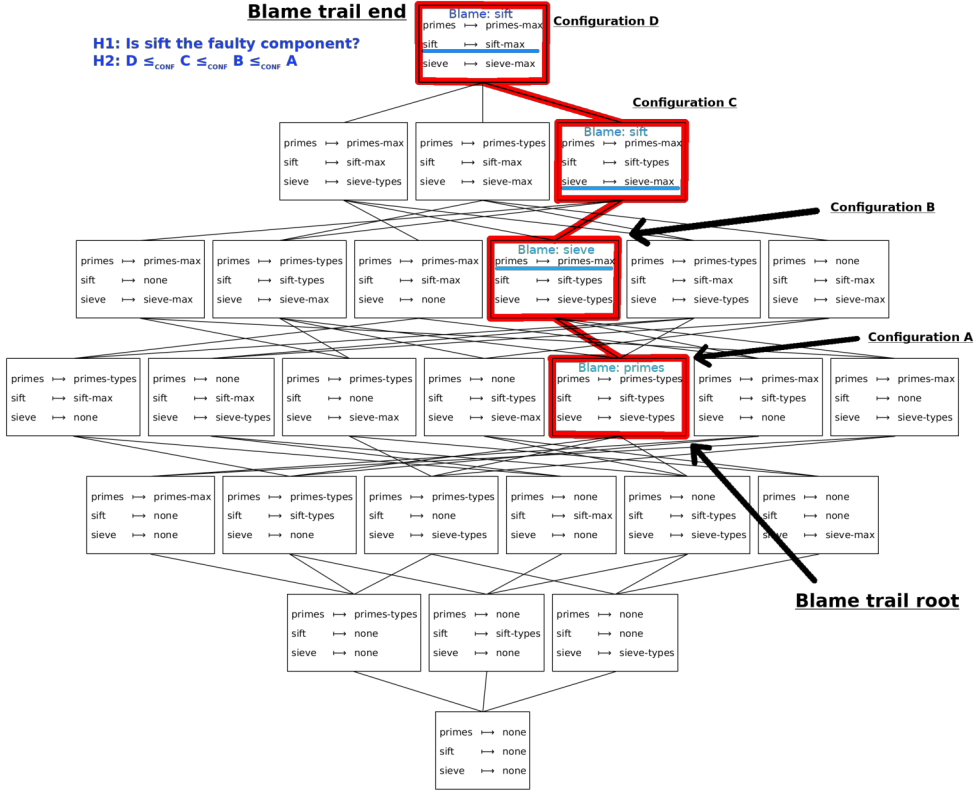 Blame trail end
H1: Is sift the faulty component?
H2: D ≤CONF C ≤CONF B ≤CONF A
Blame: sift
primes ↦ primes-max
sift ↦ sift-max
sieve ↦ sieve-max
Configuration D
Configuration C
primes ↦ primes-max
sift ↦ sift-max
sieve ↦ sieve-types
primes ↦ primes-types
sift ↦ sift-max
sieve ↦ sieve-max
Blame: sift
primes ↦ primes-max
sift ↦ sift-types
sieve ↦ sieve-max
Configuration B
primes ↦ primes-max
sift ↦ none
sieve ↦ sieve-max
primes ↦ primes-types
sift ↦ sift-types
sieve ↦ sieve-max
primes ↦ primes-max
sift ↦ sift-max
sieve ↦ none
Blame: sieve
primes ↦ primes-max
sift ↦ sift-types
sieve ↦ sieve-types
primes ↦ primes-types
sift ↦ sift-max
sieve ↦ sieve-types
primes ↦ none
sift ↦ sift-max
sieve ↦ sieve-max
Configuration A
primes ↦ primes-types
sift ↦ sift-max
sieve ↦ none
primes ↦ none
sift ↦ sift-max
sieve ↦ sieve-types
primes ↦ primes-types
sift ↦ none
sieve ↦ sieve-max
primes ↦ none
sift ↦ sift-types
sieve ↦ sieve-max
Blame: primes
primes ↦ primes-types
sift ↦ sift-types
sieve ↦ sieve-types
primes ↦ primes-max
sift ↦ sift-types
sieve ↦ none
primes ↦ primes-max
sift ↦ none
sieve ↦ sieve-types
primes ↦ primes-max
sift ↦ none
sieve ↦ none
primes ↦ primes-types
sift ↦ sift-types
sieve ↦ none
primes ↦ primes-types
sift ↦ none
sieve ↦ sieve-types
primes ↦ none
sift ↦ sift-max
sieve ↦ none
primes ↦ none
sift ↦ sift-types
sieve ↦ sieve-types
primes ↦ none
sift ↦ none
sieve ↦ sieve-max
Blame trail root
primes ↦ primes-types
sift ↦ none
sieve ↦ none
primes ↦ none
sift ↦ sift-types
sieve ↦ none
primes ↦ none
sift ↦ none
sieve ↦ sieve-types
primes ↦ none
sift ↦ none
sieve ↦ none